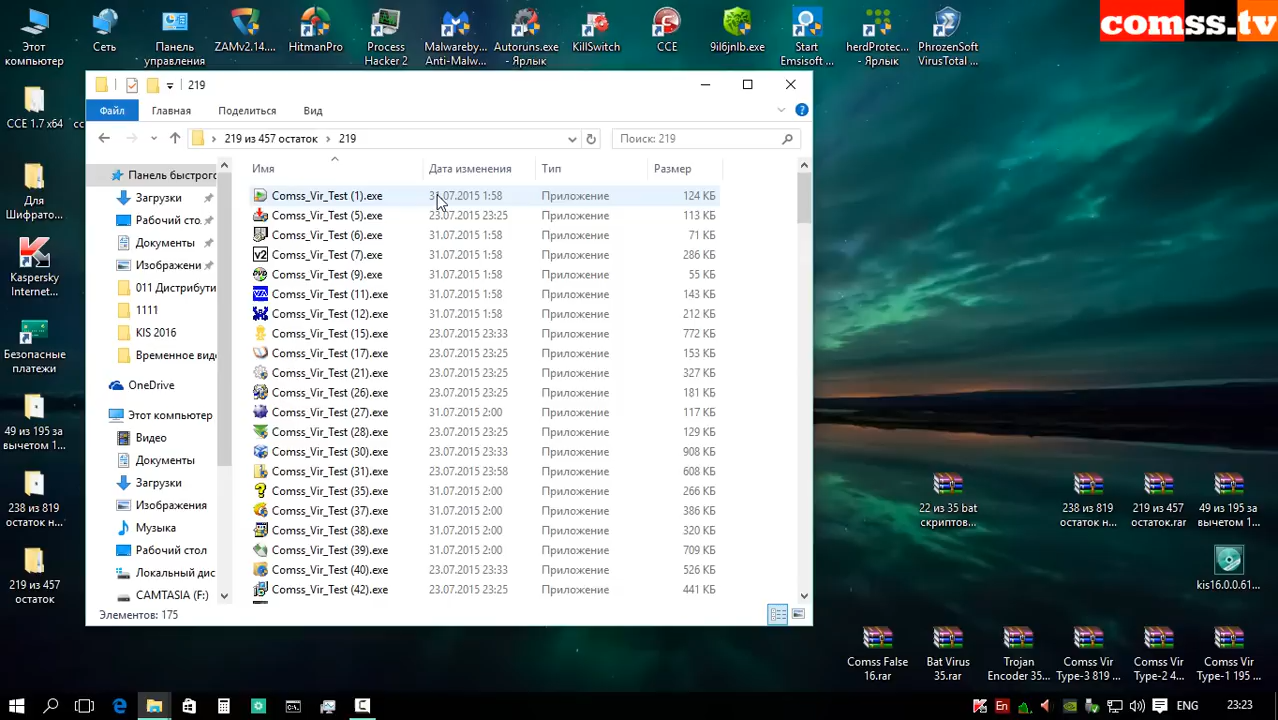 comss.tv
Этот
компьютер
Сеть
Панель
управления
ZAMv2.14....
HitmanPro
Process
Hacker 2
Malwareby...
Anti-Malw...
Autoruns.exe
- Ярлык
KillSwitch
CCE
9il6jnlb.exe
Start
Emsisoft ...
herdProtec...
- Ярлык
PhrozenSoft
VirusTotal ...
219
Файл
Главная
Поделиться
Вид
219 из 457 остаток
219
Поиск: 219
CCE 1.7 x64
Для
Шифрато...
Kaspersky
Internet...
Безопасные
платежи
49 из 195 за
вычетом 1...
238 из 819
остаток н...
219 из 457
остаток
Панель быстрого
Загрузки
Рабочий сто.
Документы
Изображени
011 Дистрибути
1111
KIS 2016
Временное виде
OneDrive
Этот компьютер
Видео
Документы
Загрузки
Изображения
Музыка
Рабочий стол
Локальный дис
CAMTASIA (F:)
Имя Дата изменения Тип Размер
Comss_Vir_Test (1).exe 31.07.2015 1:58 Приложение 124 КБ
Comss_Vir_Test (5).exe 23.07.2015 23:25 Приложение 113 КБ
Comss_Vir_Test (6).exe 31.07.2015 1:58 Приложение 71 КБ
Comss_Vir_Test (7).exe 31.07.2015 1:58 Приложение 286 КБ
Comss_Vir_Test (9).exe 31.07.2015 1:58 Приложение 55 КБ
Comss_Vir_Test (11).exe 31.07.2015 1:58 Приложение 143 КБ
Comss_Vir_Test (12).exe 31.07.2015 1:58 Приложение 212 КБ
Comss_Vir_Test (15).exe 23.07.2015 23:33 Приложение 772 КБ
Comss_Vir_Test (17).exe 23.07.2015 23:25 Приложение 153 КБ
Comss_Vir_Test (21).exe 23.07.2015 23:25 Приложение 327 КБ
Comss_Vir_Test (26).exe 23.07.2015 23:25 Приложение 181 КБ
Comss_Vir_Test (27).exe 31.07.2015 2:00 Приложение 117 КБ
Comss_Vir_Test (28).exe 23.07.2015 23:25 Приложение 129 КБ
Comss_Vir_Test (30).exe 23.07.2015 23:33 Приложение 908 КБ
Comss_Vir_Test (31).exe 23.07.2015 23:58 Приложение 608 КБ
Comss_Vir_Test (35).exe 31.07.2015 2:00 Приложение 266 КБ
Comss_Vir_Test (37).exe 31.07.2015 2:00 Приложение 386 КБ
Comss_Vir_Test (38).exe 31.07.2015 2:00 Приложение 320 КБ
Comss_Vir_Test (39).exe 31.07.2015 2:00 Приложение 709 КБ
Comss_Vir_Test (40).exe 23.07.2015 23:33 Приложение 526 КБ
Comss_Vir_Test (42).exe 23.07.2015 23:25 Приложение 441 КБ
Элементов: 175
22 из 35 bat
скриптов...
238 из 819
остаток н...
219 из 457
остаток.rar
49 из 195 за
вычетом 1...
kis16.0.0.61...
Comss False
16.rar
Bat Virus
35.rar
Trojan
Encoder 35...
Comss Vir
Type-3 819 ...
Comss Vir
Type-2 4...
Comss Vir
Type-1 195 ...
ENG
23:23